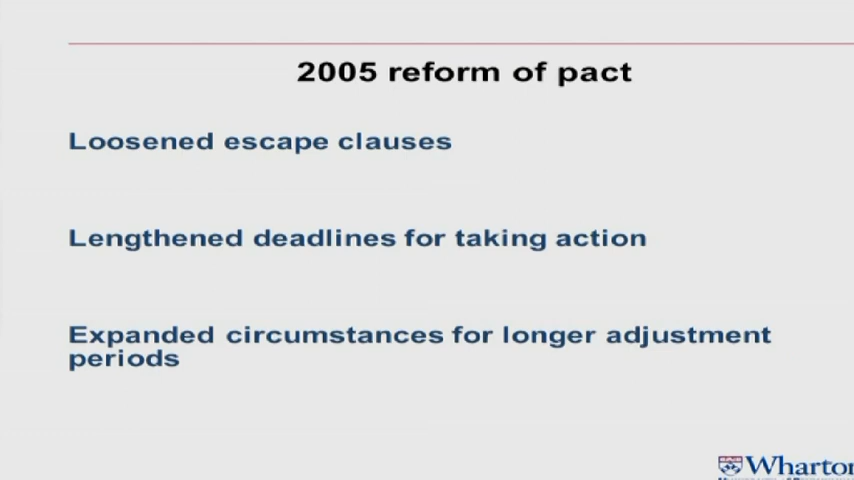 2005 reform of pact
Loosened escape clauses
Lengthened deadlines for taking action
Expanded circumstances for longer adjustment
periods
Wharton